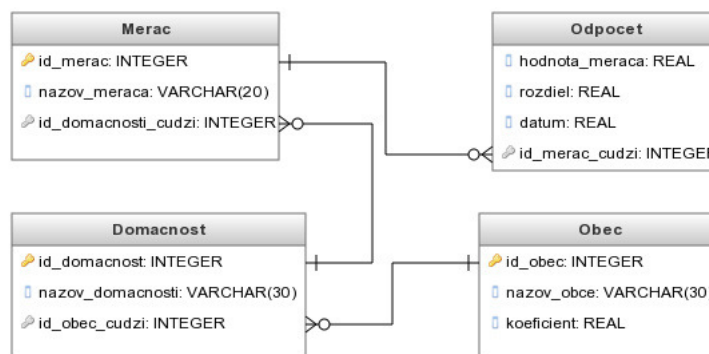 Merac
id_merac: INTEGER
nazov_meraca: VARCHAR(20)
id_domacnosti_cudzi: INTEGER
Odpocet
hodnota_meraca: REAL
rozdiel: REAL
datum: REAL
id_merac_cudzi: INTEGER
Domacnost
id_domacnost: INTEGER
nazov_domacnosti: VARCHAR(30)
id_obec_cudzi: INTEGER
Obec
id_obec: INTEGER
nazov_obce: VARCHAR(30
koeficient: REAL